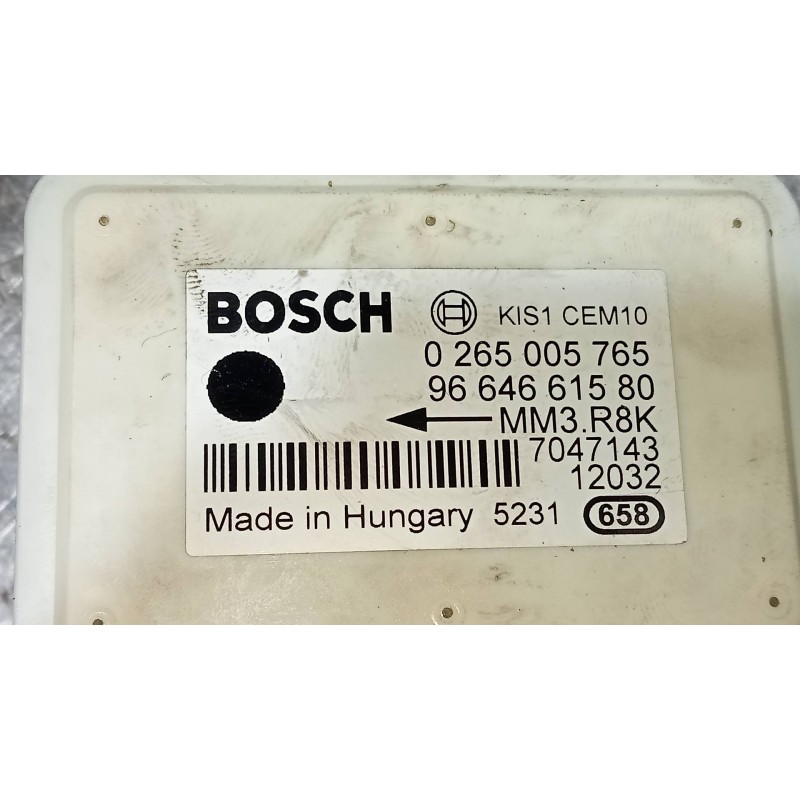 BOSCH KIS1 CEM10
0 265 005 765
96 646 615 80
MM3.R8K
7047143
12032
Made in Hungary 5231 658